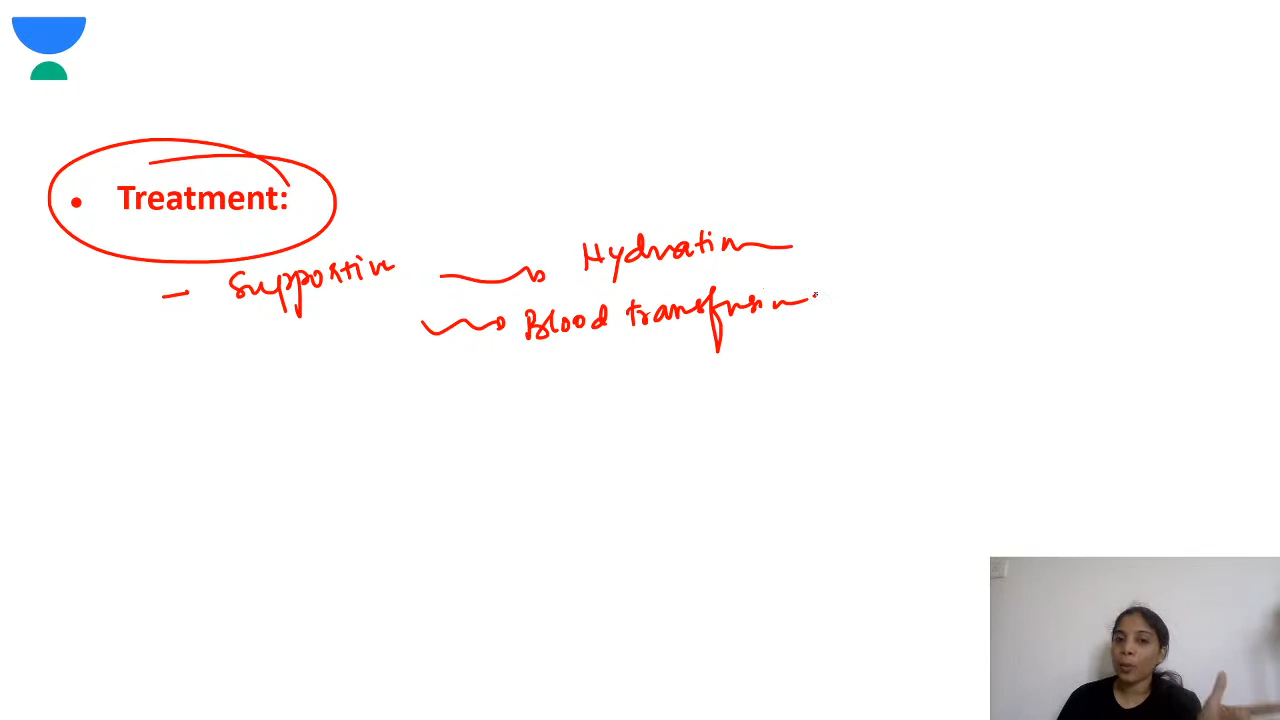 • Treatment:
- Supportive → Hydration
→ Blood transfusion